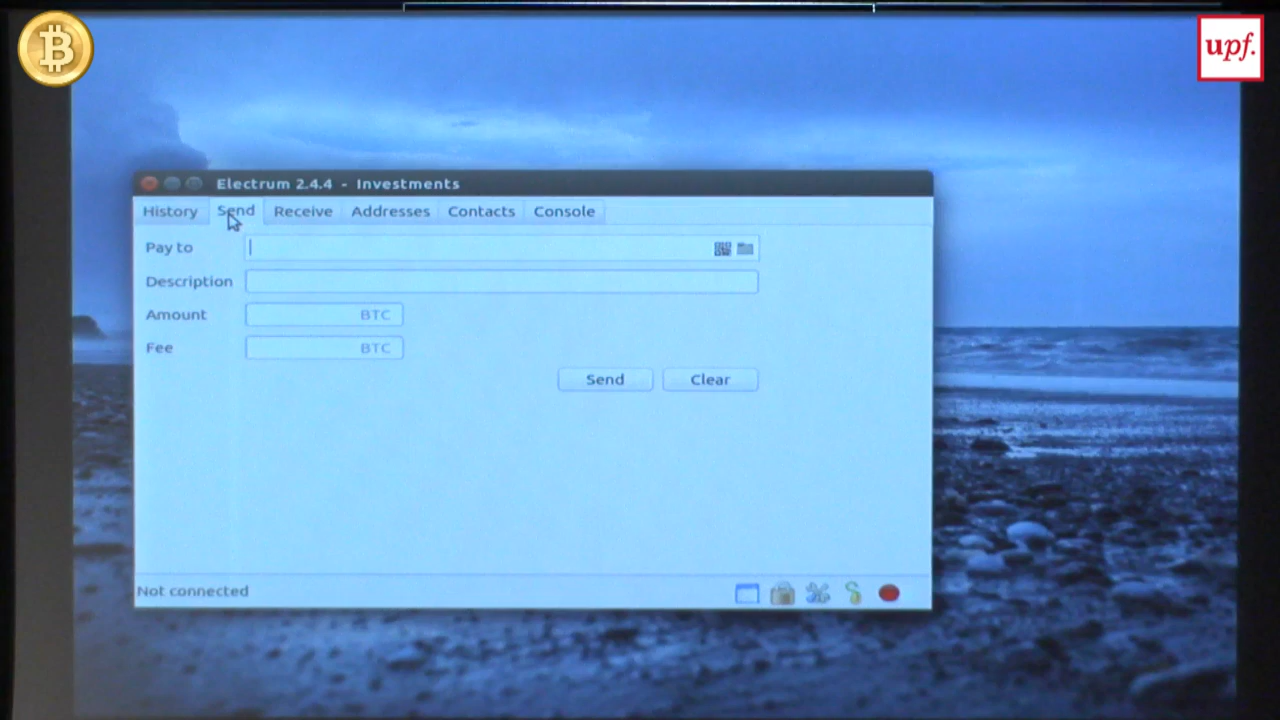 upf.
Electrum 2.4.4 - Investments
History Send Receive Addresses Contacts Console
Pay to
Description
Amount BTC
Fee BTC
Send Clear
Not connected